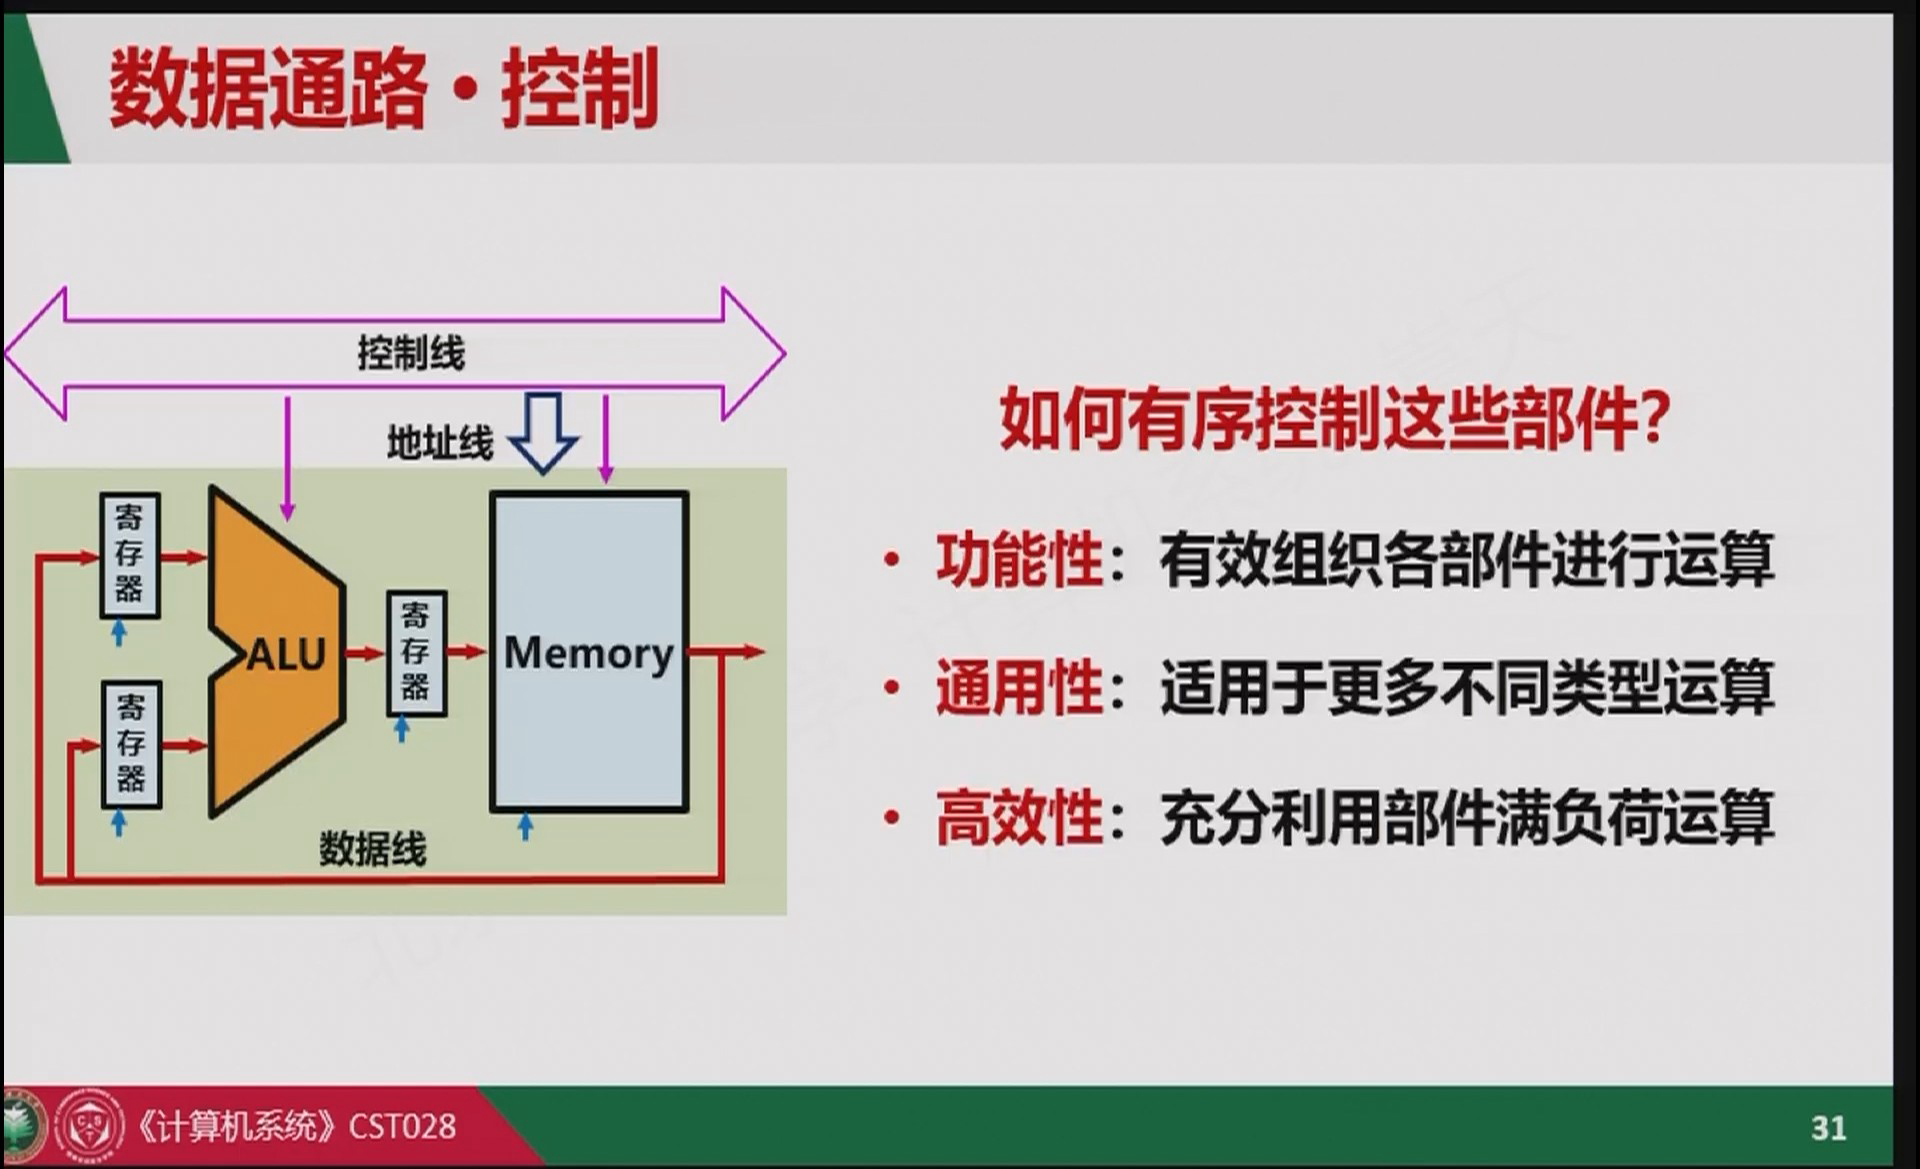 数据通路·控制
控制线
地址线
寄存器
寄存器
ALU
寄存器
Memory
数据线
如何有序控制这些部件？
• 功能性：有效组织各部件进行运算
• 通用性：适用于更多不同类型运算
• 高效性：充分利用部件满负荷运算
《计算机系统》CST028
31